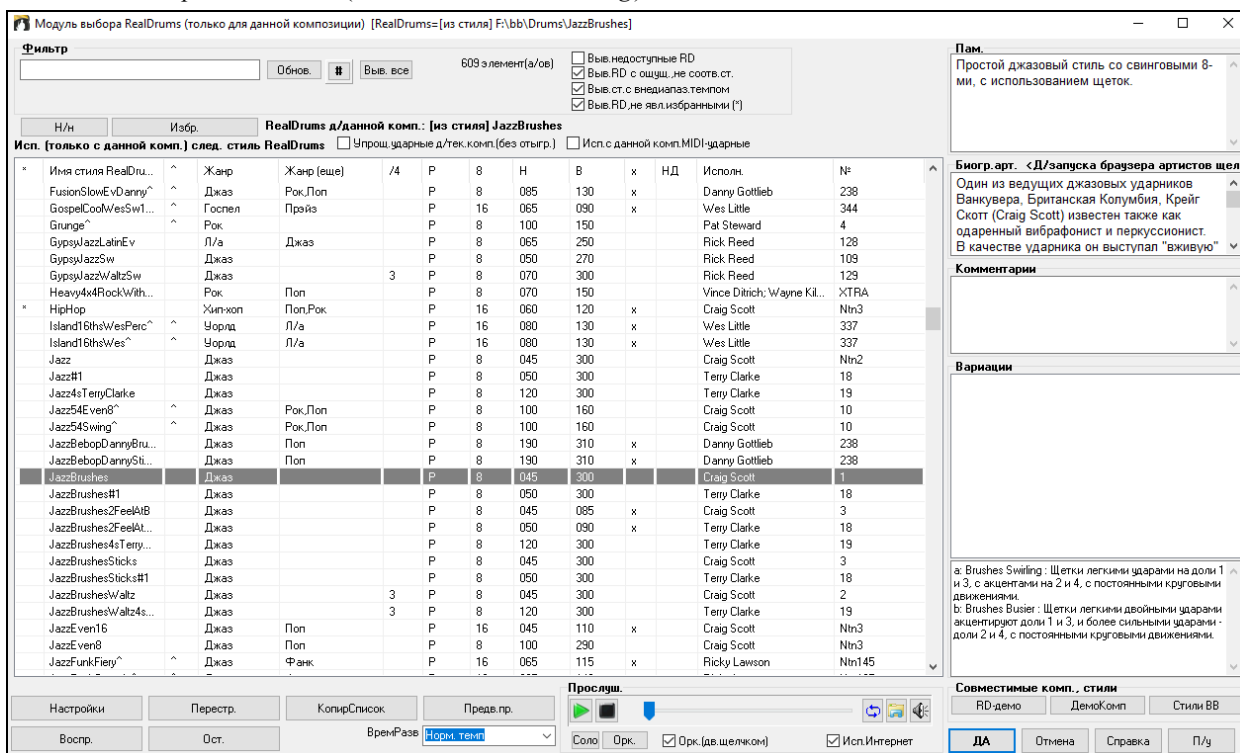 Модуль выбора RealDrums (только для данной композиции) [RealDrums=[из стиля] F:\bb\Drums\JazzBrushes]
Фильтр
Обнов. # Выв. все
609 элемент(а/ов)
Выв.недоступные RD
Выв.RD с ощущ.,не соотв.ст.
Выв.ст.с внедиапаз.темпом
Выв.RD,не явл.избранными (*)
Н/н Избр. RealDrums д/данной комп.: [из стиля] JazzBrushes
Исп. (только с данной комп.) след. стиль RealDrums Упрощ.ударные д/тек.комп.(без отыгр.) Исп.с данной комп.MIDI-ударные
* Имя стиля RealDru... ^ Жанр Жанр (еще) /4 Р 8 Н В х НД Исполн. №
FusionSlowEvDanny^ ^ Джаз Рок,Поп Р 8 085 130 x Danny Gottlieb 238
GospelCoolWesSw1... ^ Госпел Прэйз Р 16 065 090 x Wes Little 344
Grunge^ ^ Рок Р 8 100 150 Pat Steward 4
GypsyJazzLatinEv Л/а Джаз Р 8 065 250 Rick Reed 128
GypsyJazzSw Джаз Р 8 050 270 Rick Reed 109
GypsyJazzWaltzSw Джаз 3 Р 8 070 300 Rick Reed 129
Heavy4x4RockWith... Рок Поп Р 8 070 150 Vince Ditrich; Wayne Kil... XTRA
* HipHop Хип-хоп Поп,Рок Р 16 060 120 x Craig Scott Ntn3
Island16thsWesPerc^ ^ Уорлд Л/а Р 16 080 130 x Wes Little 337
Island16thsWes^ ^ Уорлд Л/а Р 16 080 130 x Wes Little 337
Jazz Джаз Р 8 045 300 Craig Scott Ntn2
Jazz#1 Джаз Р 8 050 300 Terry Clarke 18
Jazz4sTerryClarke Джаз Р 8 120 300 Terry Clarke 19
Jazz54Even8^ ^ Джаз Рок,Поп Р 8 100 160 Craig Scott 10
Jazz54Swing^ ^ Джаз Рок,Поп Р 8 100 160 Craig Scott 10
JazzBebopDannyBru... Джаз Поп Р 8 190 310 x Danny Gottlieb 238
JazzBebopDannySti... Джаз Поп Р 8 190 310 x Danny Gottlieb 238
JazzBrushes Джаз Р 8 045 300 Craig Scott 1
JazzBrushes#1 Джаз Р 8 050 300 Terry Clarke 18
JazzBrushes2FeelAtB Джаз Р 8 045 085 x Craig Scott 3
JazzBrushes2FeelAt... Джаз Р 8 050 090 x Terry Clarke 18
JazzBrushes4sTerry... Джаз Р 8 120 300 Terry Clarke 19
JazzBrushesSticks Джаз Р 8 045 300 Craig Scott 3
JazzBrushesSticks#1 Джаз Р 8 050 300 Terry Clarke 18
JazzBrushesWaltz Джаз 3 Р 8 045 300 Craig Scott 2
JazzBrushesWaltz4s... Джаз 3 Р 8 120 300 Terry Clarke 19
JazzEven16 Джаз Поп Р 16 045 110 x Craig Scott Ntn3
JazzEven8 Джаз Поп Р 8 100 290 Craig Scott Ntn3
JazzFunkFiery^ ^ Джаз Фанк Р 16 065 115 x Ricky Lawson Ntn145
Пам.
Простой джазовый стиль со свинговыми 8-
ми, с использованием щеток.
Биогр.арт. <Д/запуска браузера артистов щел
Один из ведущих джазовых ударников
Ванкувера, Британская Колумбия, Крейг
Скотт (Craig Scott) известен также как
одаренный вибрафонист и перкуссионист.
В качестве ударника он выступал "вживую"
Комментарии
Вариации
a: Brushes Swirling : Щетки легкими ударами на доли 1
и 3, с акцентами на 2 и 4, с постоянными круговыми
движениями.
b: Brushes Busier : Щетки легкими двойными ударами
акцентируют доли 1 и 3, и более сильными ударами -
доли 2 и 4, с постоянными круговыми движениями.
Настройки Перестр. КопирСписок Предв.пр.
Воспр. Ост. ВремРазв Норм. темп
Прослуш.
Соло Орк. Орк.(дв.щелчком) Исп.Интернет
Совместимые комп., стили
RD-демо ДемоКомп Стили BB
ДА Отмена Справка П/у